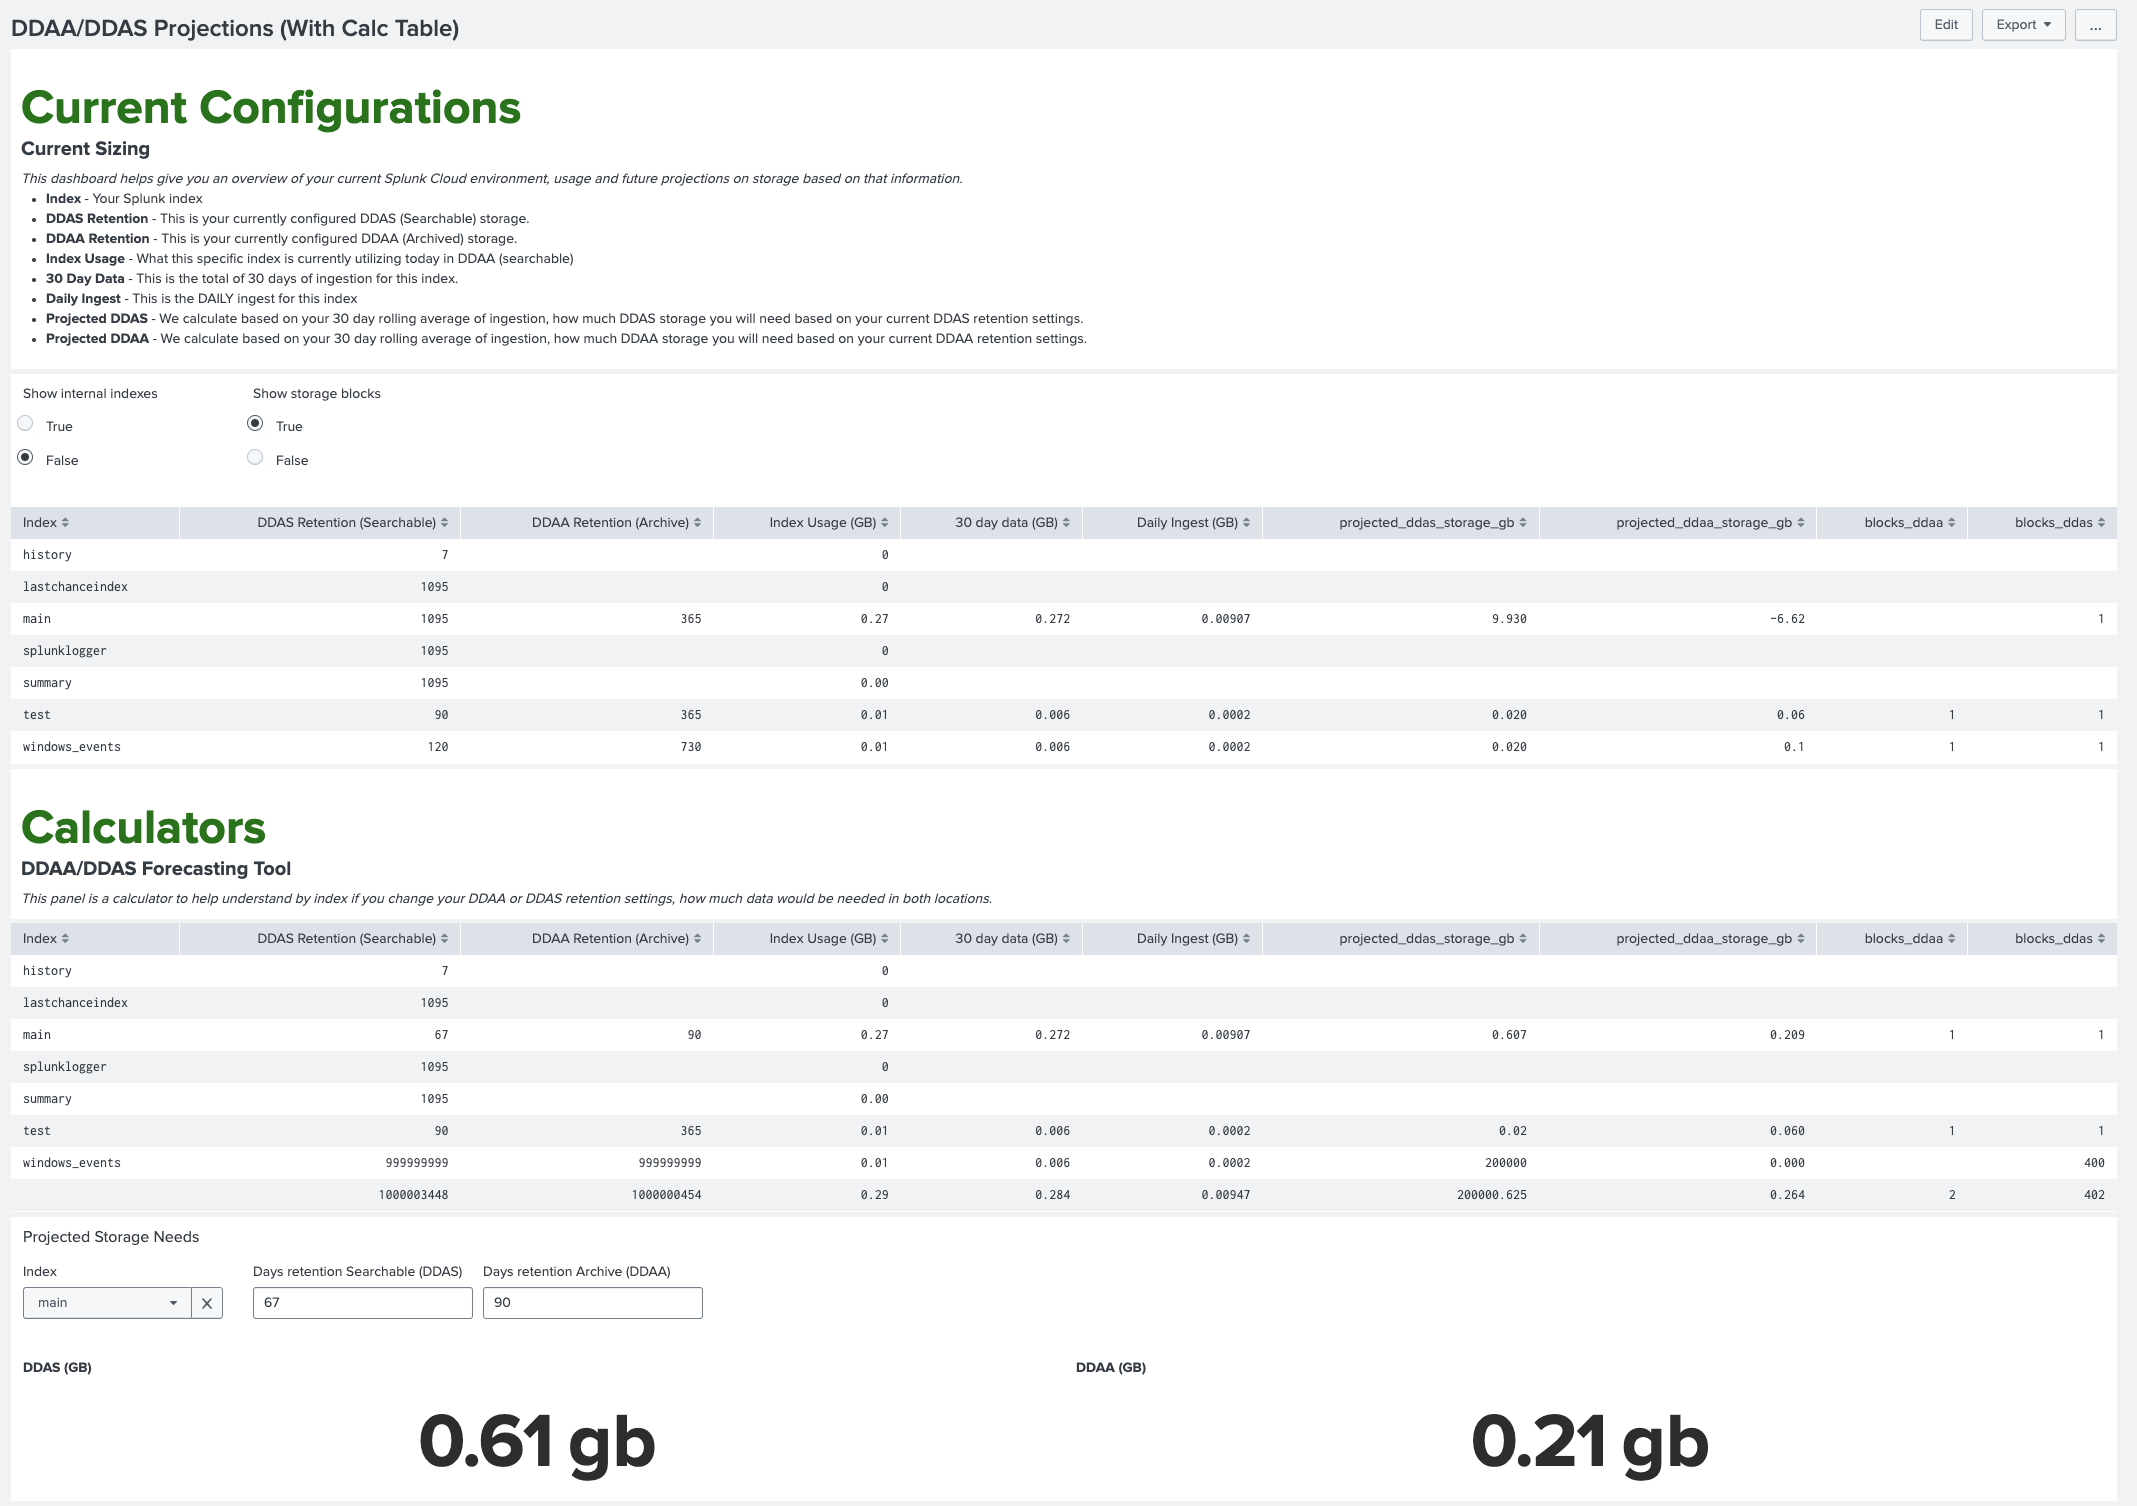 DDAA/DDAS Projections (With Calc Table)
Edit
Export
...
Current Configurations
Current Sizing
This dashboard helps give you an overview of your current Splunk Cloud environment, usage and future projections on storage based on that information.
• Index - Your Splunk index
• DDAS Retention - This is your currently configured DDAS (Searchable) storage.
• DDAA Retention - This is your currently configured DDAA (Archived) storage.
• Index Usage - What this specific index is currently utilizing today in DDAA (searchable)
• 30 Day Data - This is the total of 30 days of ingestion for this index.
• Daily Ingest - This is the DAILY ingest for this index
• Projected DDAS - We calculate based on your 30 day rolling average of ingestion, how much DDAS storage you will need based on your current DDAS retention settings.
• Projected DDAA - We calculate based on your 30 day rolling average of ingestion, how much DDAA storage you will need based on your current DDAA retention settings.
Show internal indexes Show storage blocks
True True
False False
Index DDAS Retention (Searchable) DDAA Retention (Archive) Index Usage (GB) 30 day data (GB) Daily Ingest (GB) projected_ddas_storage_gb projected_ddaa_storage_gb blocks_ddaa blocks_ddas
history 7 0
lastchanceindex 1095 0
main 1095 365 0.27 0.272 0.00907 9.930 -6.62 1
splunklogger 1095 0
summary 1095 0.00
test 90 365 0.01 0.006 0.0002 0.020 0.06 1 1
windows_events 120 730 0.01 0.006 0.0002 0.020 0.1 1 1
Calculators
DDAA/DDAS Forecasting Tool
This panel is a calculator to help understand by index if you change your DDAA or DDAS retention settings, how much data would be needed in both locations.
Index DDAS Retention (Searchable) DDAA Retention (Archive) Index Usage (GB) 30 day data (GB) Daily Ingest (GB) projected_ddas_storage_gb projected_ddaa_storage_gb blocks_ddaa blocks_ddas
history 7 0
lastchanceindex 1095 0
main 67 90 0.27 0.272 0.00907 0.607 0.209 1 1
splunklogger 1095 0
summary 1095 0.00
test 90 365 0.01 0.006 0.0002 0.02 0.060 1 1
windows_events 999999999 999999999 0.01 0.006 0.0002 200000 0.000 400
1000003448 1000000454 0.29 0.284 0.00947 200000.625 0.264 2 402
Projected Storage Needs
Index Days retention Searchable (DDAS) Days retention Archive (DDAA)
main 67 90
DDAS (GB) DDAA (GB)
0.61 gb 0.21 gb